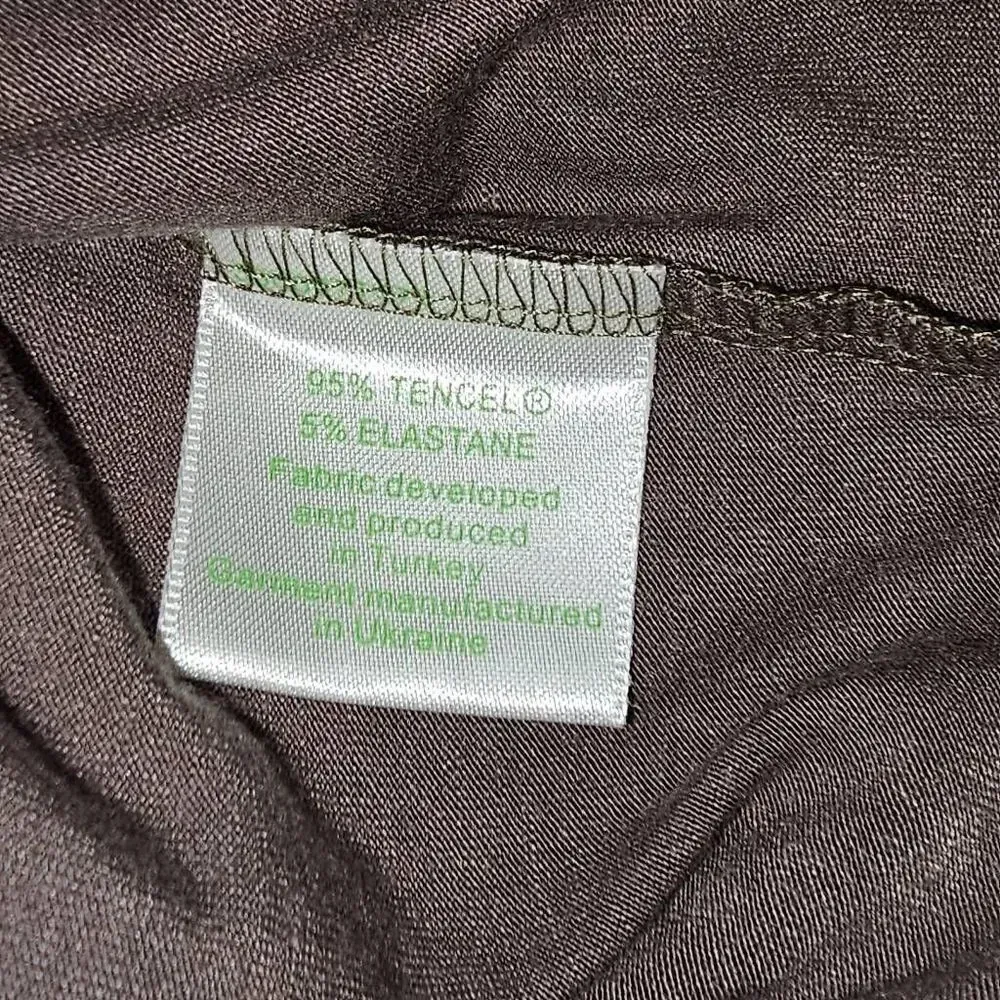 95% TENCEL®
5% ELASTANE
Fabric developed
and produced
in Turkey
Garment manufactured
in Ukraine